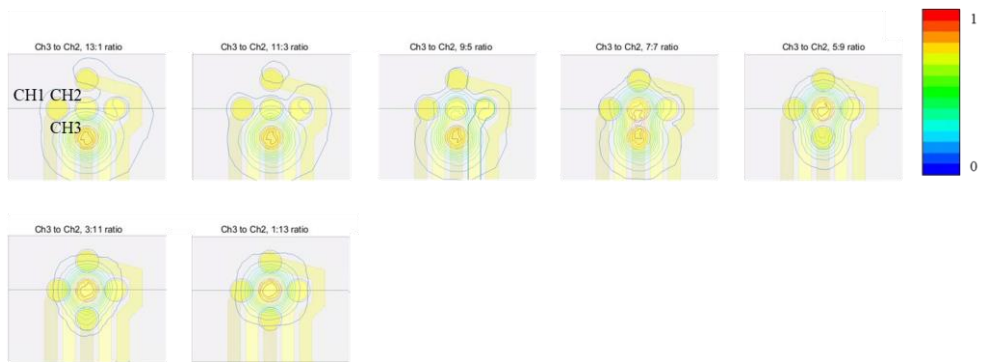 Ch3 to Ch2, 13:1 ratio
Ch3 to Ch2, 11:3 ratio
Ch3 to Ch2, 9:5 ratio
Ch3 to Ch2, 7:7 ratio
Ch3 to Ch2, 5:9 ratio
1
CH1 CH2
CH3
0
Ch3 to Ch2, 3:11 ratio
Ch3 to Ch2, 1:13 ratio